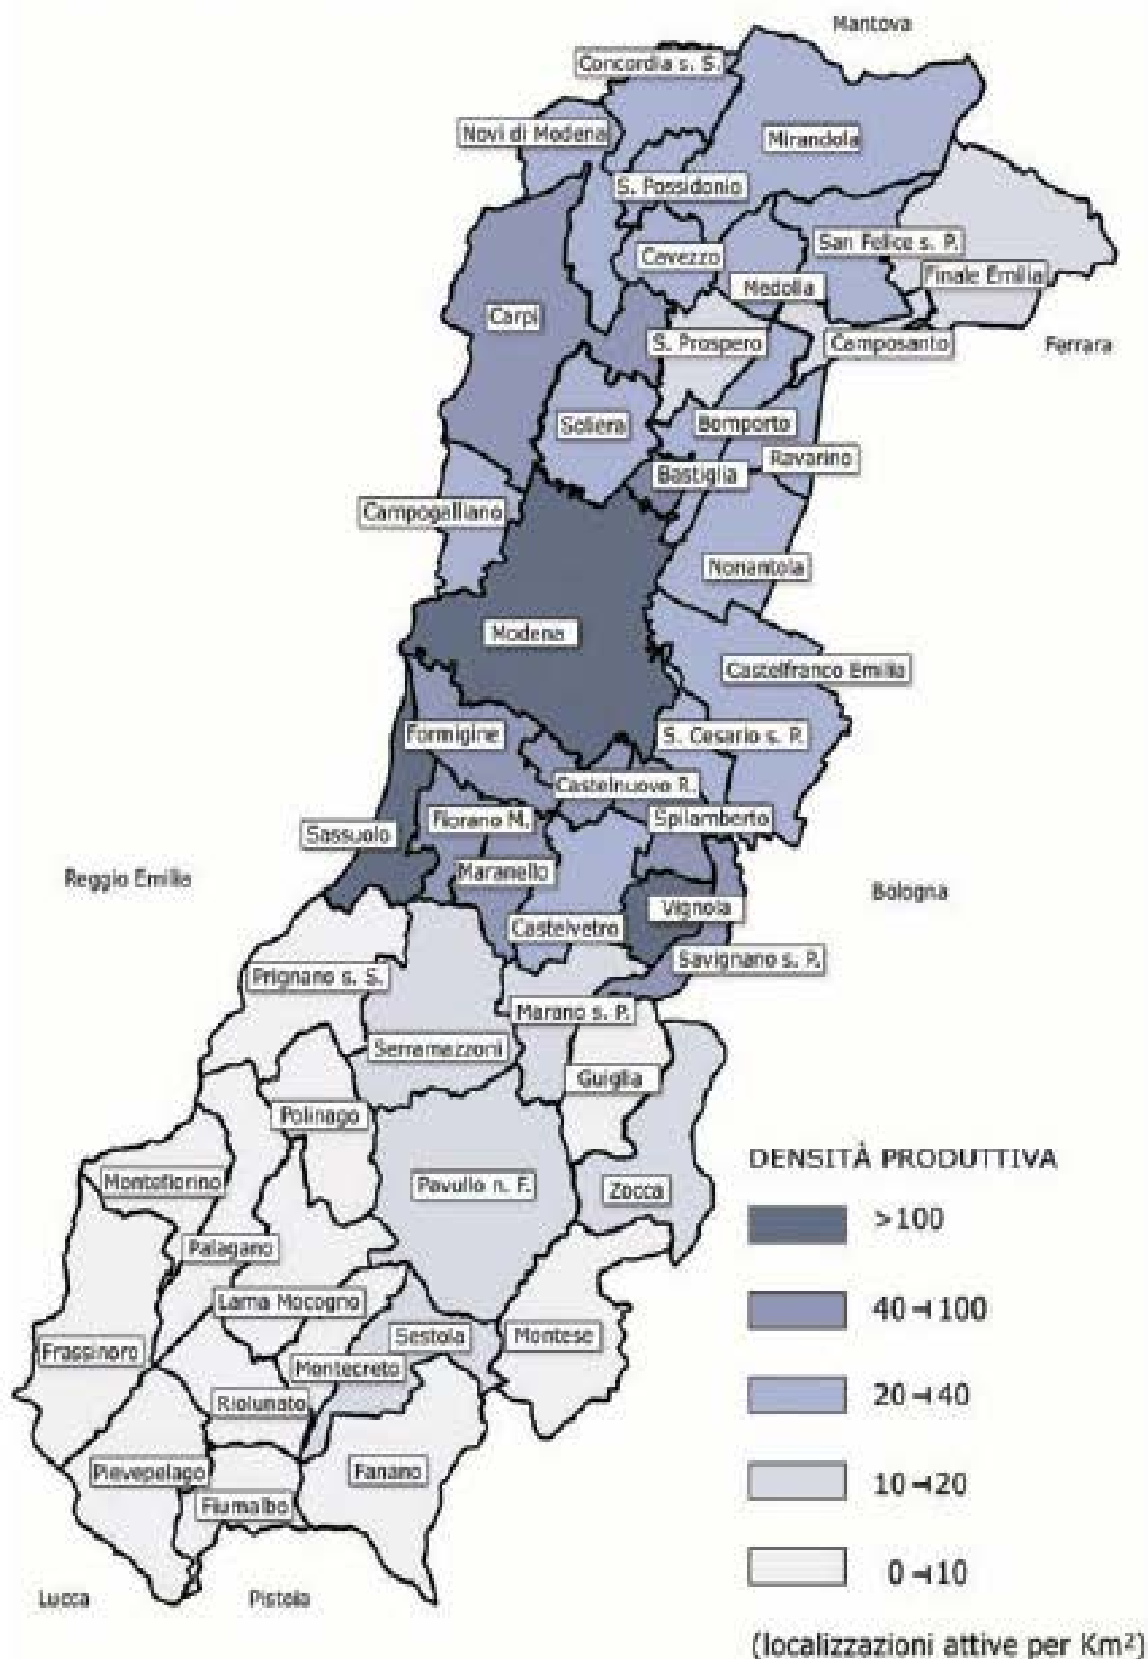 Mantova
Concordia s. S.
Novi di Modena
Mirandola
S. Possidonio
San Felice s. P.
Cavezzo
Finale Emilia
Medolla
Carpi
S. Prospero
Camposanto
Ferrara
Soliera
Bomporto
Ravarino
Bastiglia
Campogalliano
Nonantola
Modena
Castelfranco Emilia
Formigine
S. Cesario s. P.
Castelnuovo R.
Spilamberto
Fiorano M.
Sassuolo
Maranello
Reggio Emilia
Bologna
Vignola
Castelvetro
Savignano s. P.
Prignano s. S.
Marano s. P.
Serramazzoni
Guiglia
Polinago
Montefiorino
Pavullo n. F.
Zocca
Palagano
Lama Mocogno
Sestola
Montese
Frassinoro
Montecreto
Riolunato
Pievepelago
Fanano
Fiumalbo
Lucca
Pistoia
DENSITÀ PRODUTTIVA
>100
40⊣100
20⊣40
10⊣20
0⊣10
(localizzazioni attive per Km²)